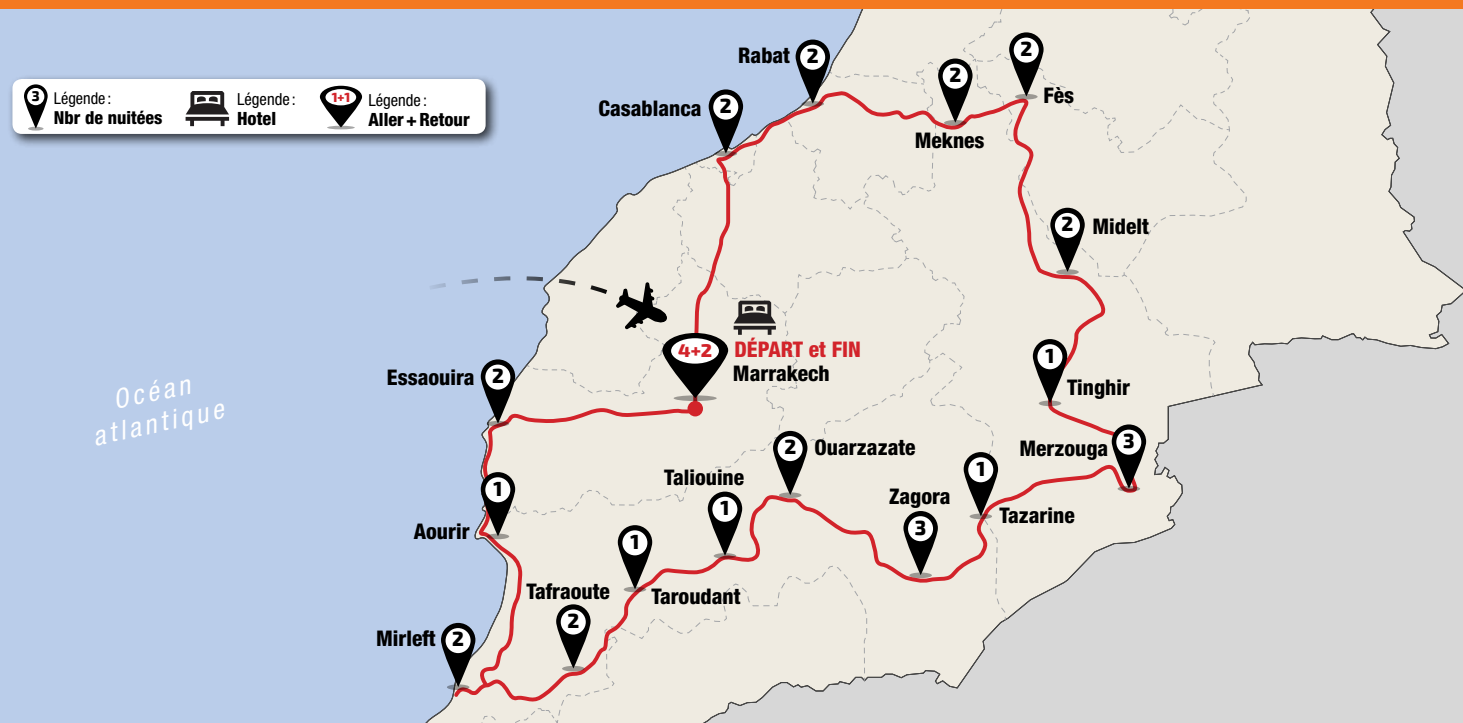 3
Légende :
Nbr de nuitées
Légende :
Hotel
1+1
Légende :
Aller + Retour
Rabat
2
2
Fès
2
Meknes
Casablanca
2
2
Midelt
4+2
DÉPART et FIN
Marrakech
1
Tinghir
Essaouira
2
Océan
atlantique
Merzouga
3
2
Ouarzazate
Taliouine
1
Zagora
3
1
Tazarine
1
Aourir
1
Taroudant
Tafraoute
2
Mirleft
2